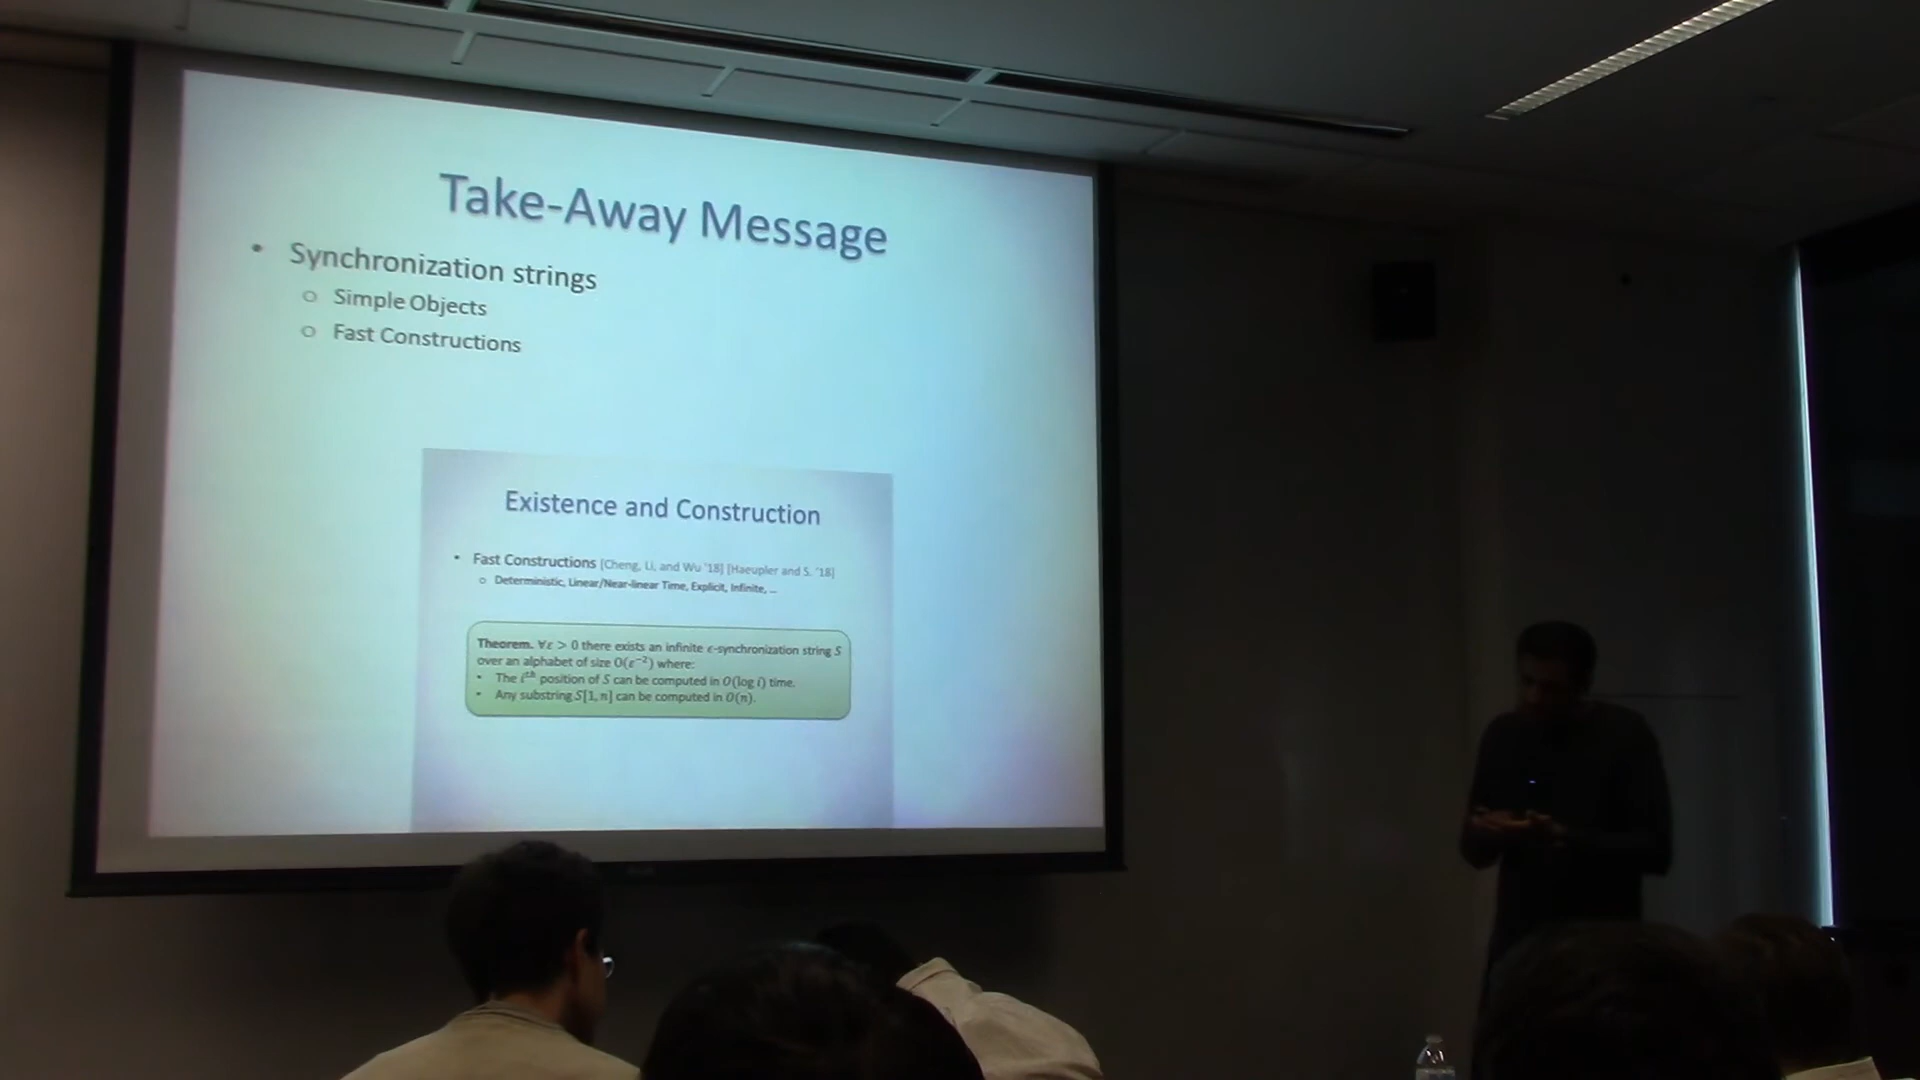 Take-Away Message
• Synchronization strings
o Simple Objects
o Fast Constructions
Existence and Construction
• Fast Constructions [Cheng, Li, and Wu '18] [Haeupler and S. '18]
o Deterministic, Linear/Near-linear Time, Explicit, Infinite, ...
Theorem. ∀ε > 0 there exists an infinite ε-synchronization string S
over an alphabet of size O(ε⁻²) where:
• The iᵗʰ position of S can be computed in O(log i) time.
• Any substring S[1, n] can be computed in O(n).